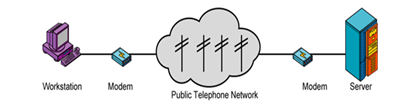 Workstation
Modem
Public Telephone Network
Modem
Server